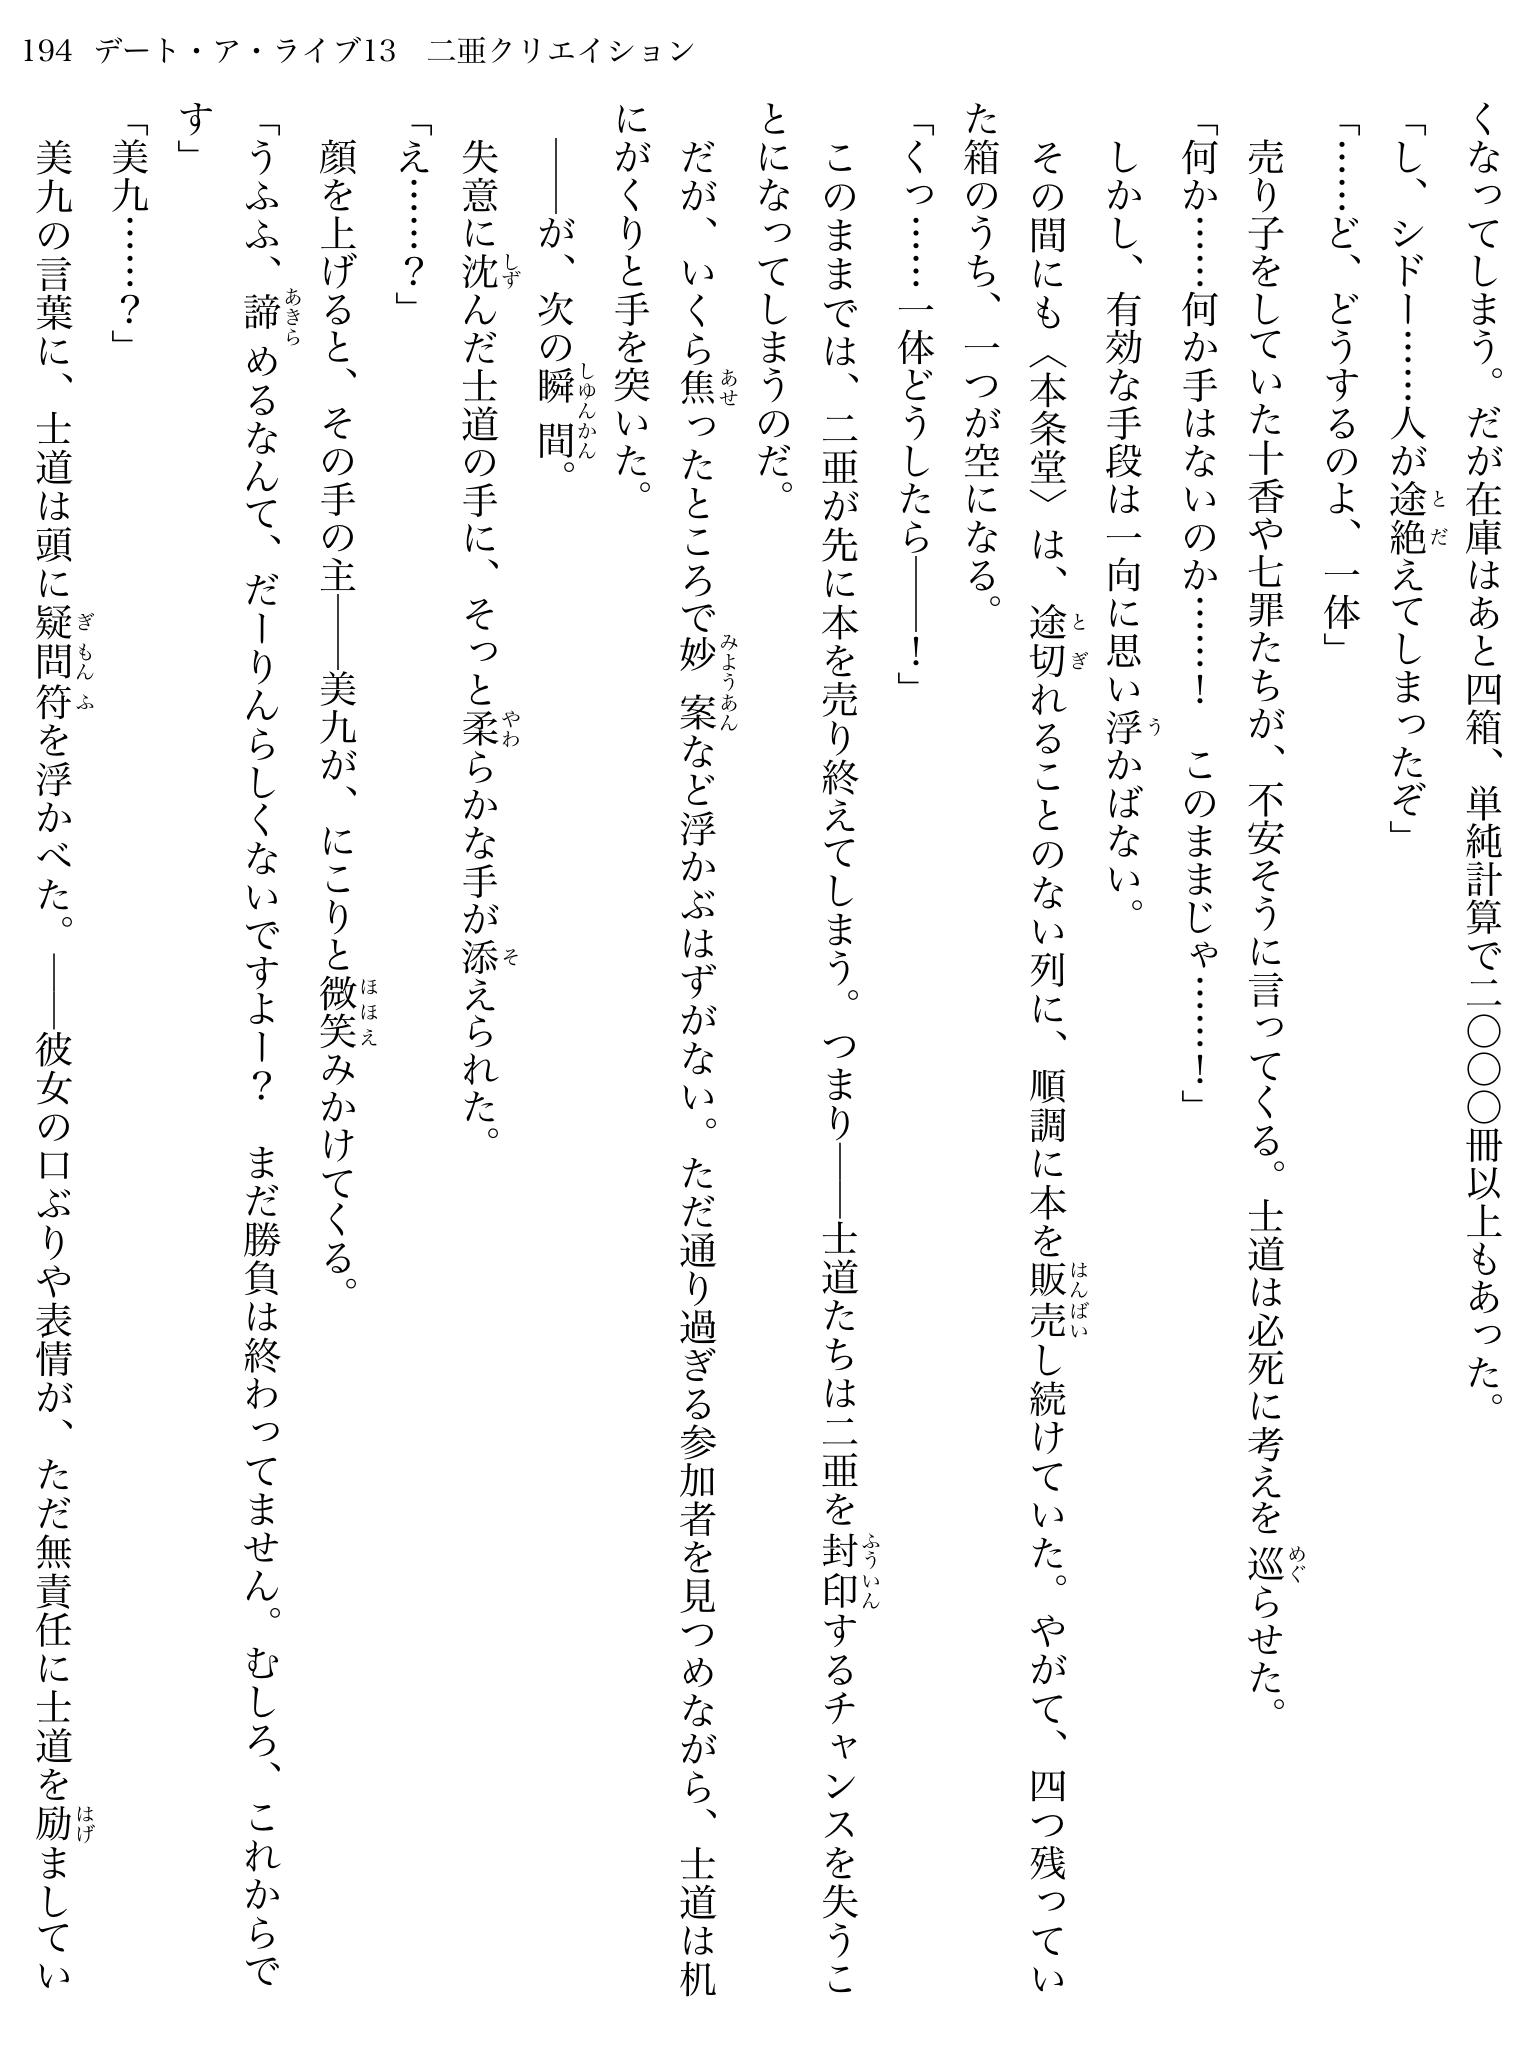 194 デート・ア・ライブ13 二亜クリエイション
くなってしまう。だが在庫はあと四箱、単純計算で二〇〇〇冊以上もあった。
「し、シドー……人が途絶えてしまったぞ」
「……ど、どうするのよ、一体」
売り子をしていた十香や七罪たちが、不安そうに言ってくる。士道は必死に考えを巡らせた。
「何か……何か手はないのか……！　このままじゃ……！」
しかし、有効な手段は一向に思い浮かばない。
その間にも〈本条堂〉は、途切れることのない列に、順調に本を販売し続けていた。やがて、四つ残ってい
た箱のうち、一つが空になる。
「くっ……一体どうしたら――！」
このままでは、二亜が先に本を売り終えてしまう。つまり――士道たちは二亜を封印するチャンスを失うこ
とになってしまうのだ。
だが、いくら焦ったところで妙案など浮かぶはずがない。ただ通り過ぎる参加者を見つめながら、士道は机
にがくりと手を突いた。
――が、次の瞬間。
失意に沈んだ士道の手に、そっと柔らかな手が添えられた。
「え……？」
顔を上げると、その手の主――美九が、にこりと微笑みかけてくる。
「うふふ、諦めるなんて、だーりんらしくないですよー？　まだ勝負は終わってません。むしろ、これからで
す」
「美九……？」
美九の言葉に、士道は頭に疑問符を浮かべた。――彼女の口ぶりや表情が、ただ無責任に士道を励ましてい